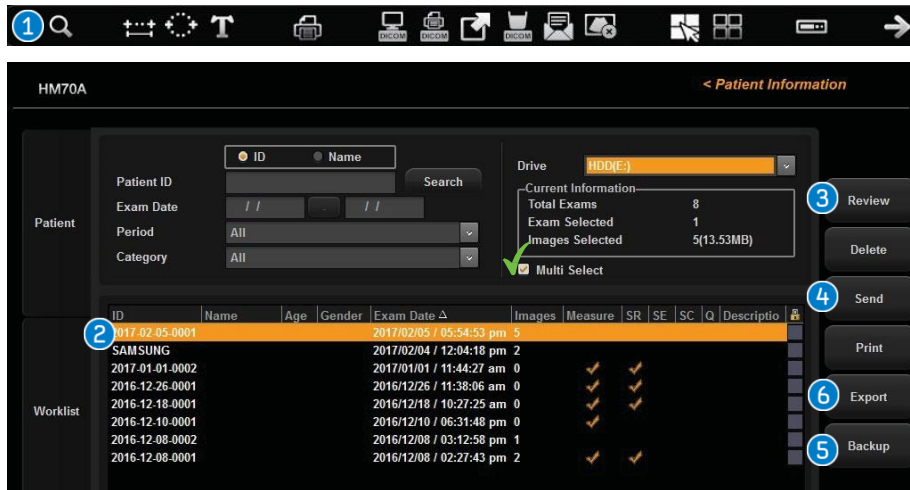 1 T DICOM DICOM DICOM
HM70A < Patient Information
ID Name
Drive HDD(E:)
Patient ID Search
Current Information
Exam Date / / . / /
Total Exams 8
3 Review
Patient
Period All
Exam Selected 1
Images Selected 5(13.53MB)
Delete
Category All
Multi Select
4 Send
ID Name Age Gender Exam Date Images Measure SR SE SC Q Descriptio
2 2017-02-05-0001 2017/02/05 / 05:54:53 pm 5
SAMSUNG 2017/02/04 / 12:04:18 pm 2
Print
2017-01-01-0002 2017/01/01 / 11:44:27 am 0
2016-12-26-0001 2016/12/26 / 11:38:06 am 0
6 Export
Worklist
2016-12-18-0001 2016/12/18 / 10:27:25 am 0
2016-12-10-0001 2016/12/10 / 06:31:48 pm 0
2016-12-08-0002 2016/12/08 / 03:12:58 pm 1
5 Backup
2016-12-08-0001 2016/12/08 / 02:27:43 pm 2